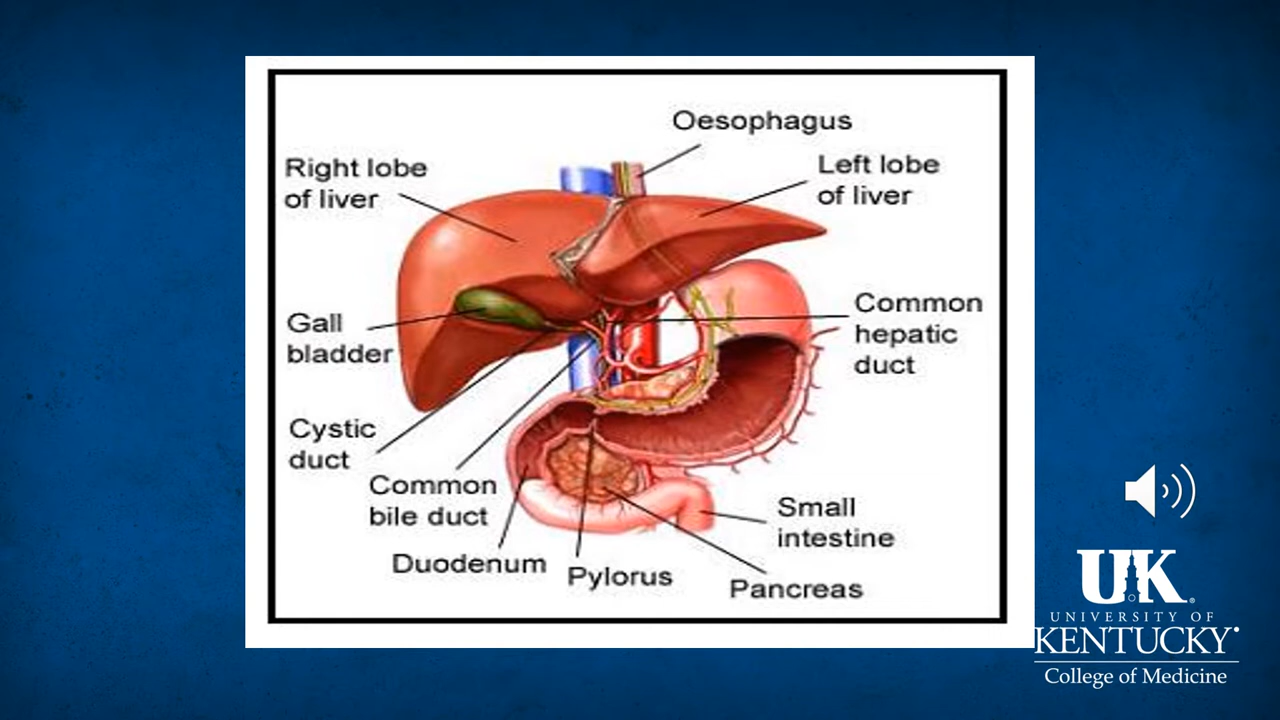 Oesophagus
Right lobe
of liver
Left lobe
of liver
Gall
bladder
Common
hepatic
duct
Cystic
duct
Common
bile duct
Small
intestine
Duodenum
Pylorus
Pancreas
UK
UNIVERSITY OF
KENTUCKY
College of Medicine